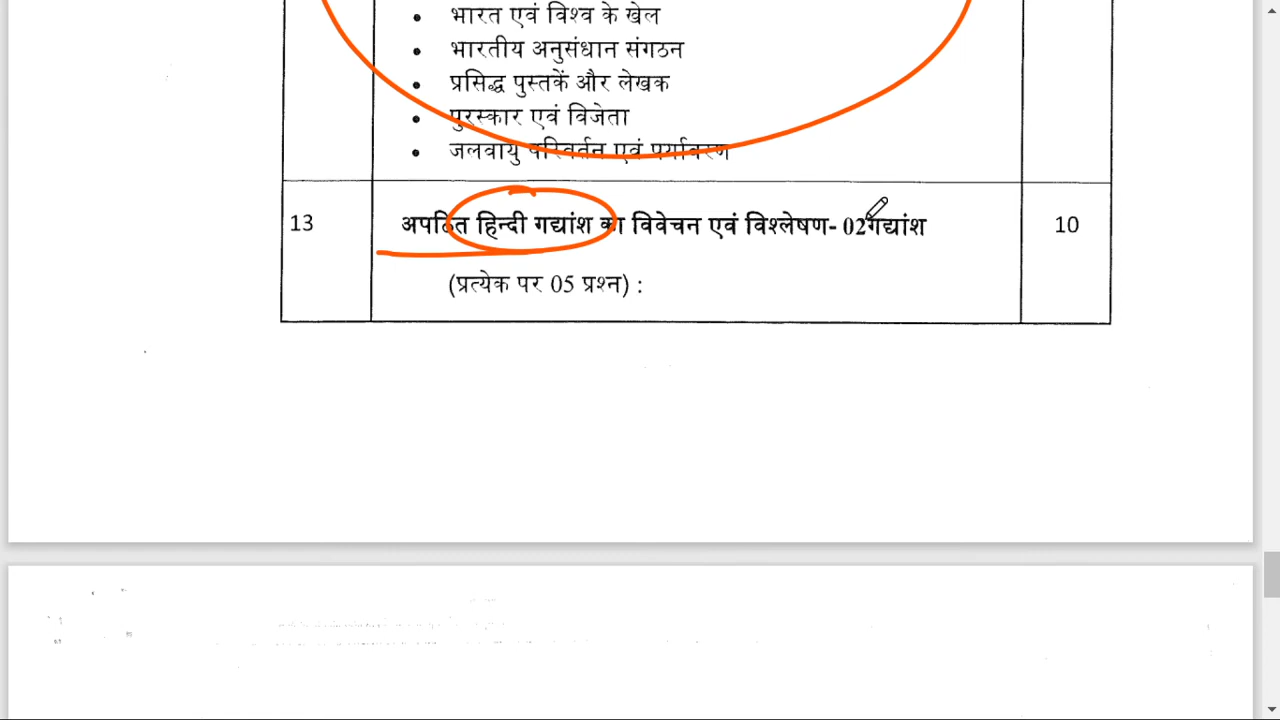 • भारत एवं विश्व के खेल
• भारतीय अनुसंधान संगठन
• प्रसिद्ध पुस्तकें और लेखक
• पुरस्कार एवं विजेता
• जलवायु परिवर्तन एवं पर्यावरण
13 अपठित हिन्दी गद्यांश का विवेचन एवं विश्लेषण- 02गद्यांश 10
(प्रत्येक पर 05 प्रश्न) :